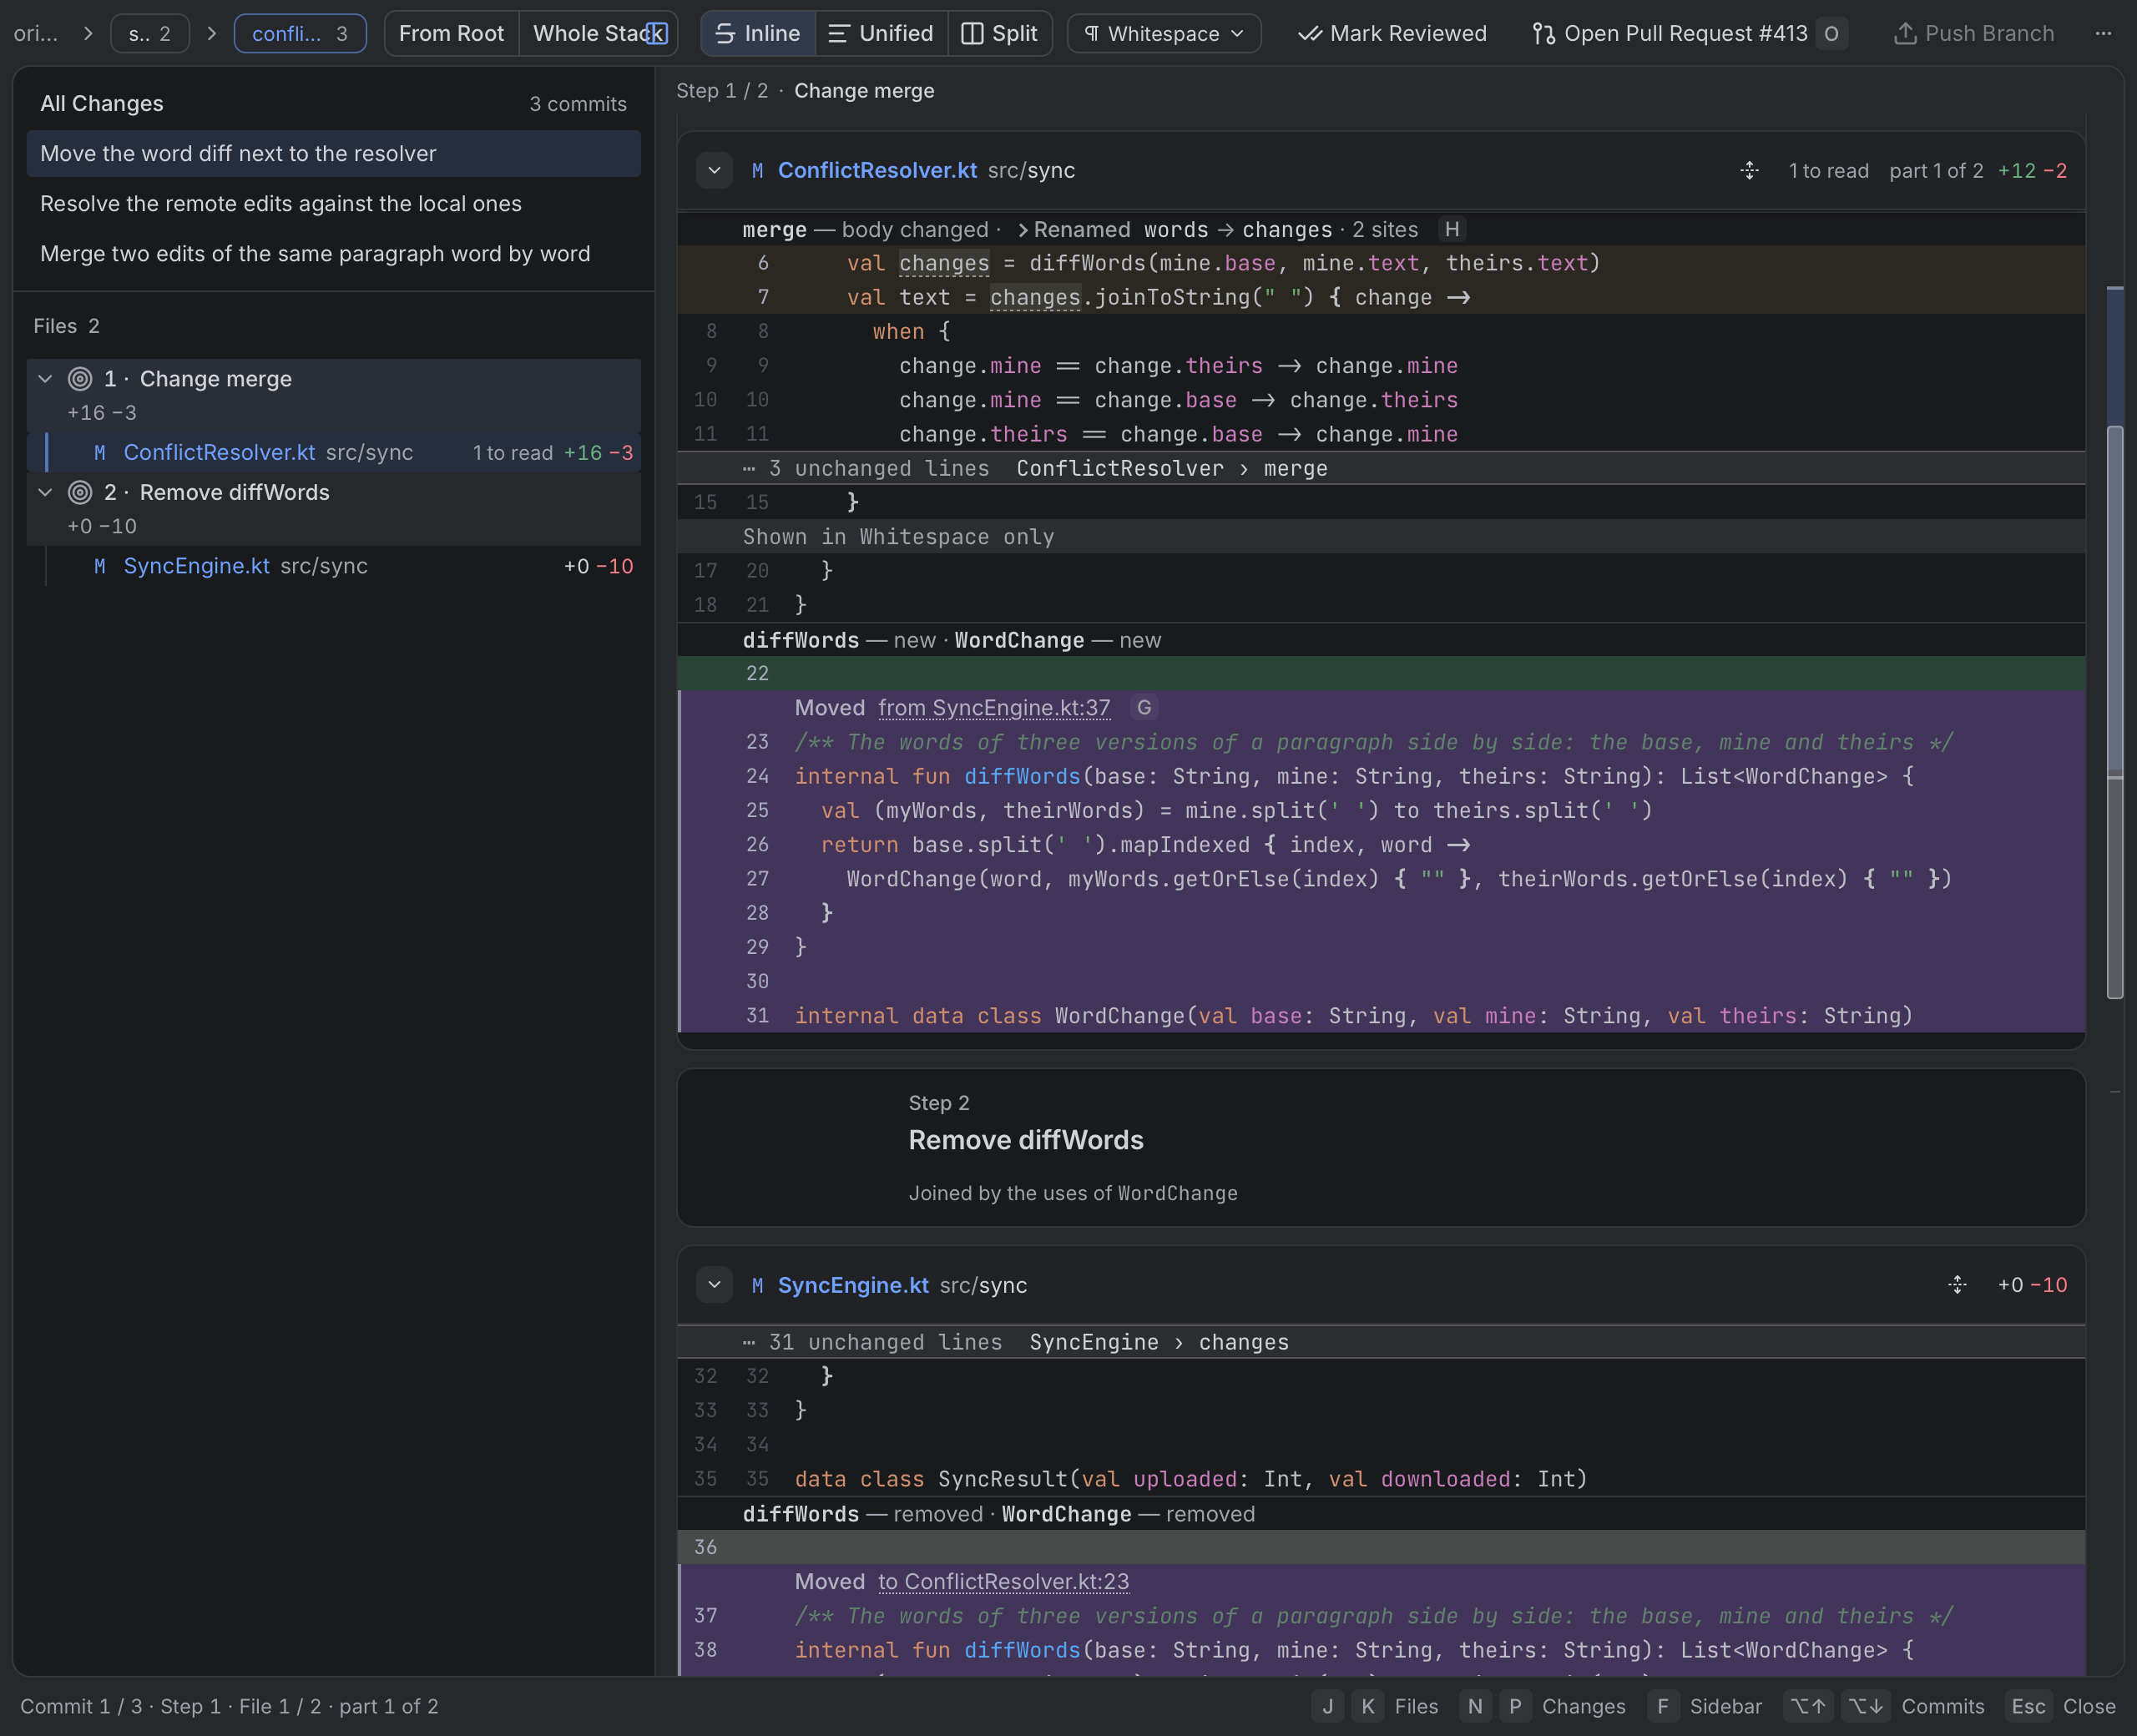 ori... > s.. 2 > confli... 3 From Root Whole Stack Inline Unified Split ¶ Whitespace Mark Reviewed Open Pull Request #413 O Push Branch ...
All Changes 3 commits
Move the word diff next to the resolver
Resolve the remote edits against the local ones
Merge two edits of the same paragraph word by word
Files 2
1 · Change merge
+16 −3
M ConflictResolver.kt src/sync 1 to read +16 −3
2 · Remove diffWords
+0 −10
M SyncEngine.kt src/sync +0 −10
Step 1 / 2 · Change merge
M ConflictResolver.kt src/sync 1 to read part 1 of 2 +12 −2
merge — body changed · > Renamed words → changes · 2 sites H
6 val changes = diffWords(mine.base, mine.text, theirs.text)
7 val text = changes.joinToString(" ") { change →
8 8 when {
9 9 change.mine == change.theirs → change.mine
10 10 change.mine == change.base → change.theirs
11 11 change.theirs == change.base → change.mine
... 3 unchanged lines ConflictResolver › merge
15 15 }
Shown in Whitespace only
17 20 }
18 21 }
diffWords — new · WordChange — new
22
Moved from SyncEngine.kt:37 G
23 /** The words of three versions of a paragraph side by side: the base, mine and theirs */
24 internal fun diffWords(base: String, mine: String, theirs: String): List<WordChange> {
25 val (myWords, theirWords) = mine.split(' ') to theirs.split(' ')
26 return base.split(' ').mapIndexed { index, word →
27 WordChange(word, myWords.getOrElse(index) { "" }, theirWords.getOrElse(index) { "" })
28 }
29 }
30
31 internal data class WordChange(val base: String, val mine: String, val theirs: String)
Step 2
Remove diffWords
Joined by the uses of WordChange
M SyncEngine.kt src/sync +0 −10
... 31 unchanged lines SyncEngine › changes
32 32 }
33 33 }
34 34
35 35 data class SyncResult(val uploaded: Int, val downloaded: Int)
diffWords — removed · WordChange — removed
36
Moved to ConflictResolver.kt:23
37 /** The words of three versions of a paragraph side by side: the base, mine and theirs */
38 internal fun diffWords(base: String, mine: String, theirs: String): List<WordChange> {
Commit 1 / 3 · Step 1 · File 1 / 2 · part 1 of 2 J K Files N P Changes F Sidebar ⌥↑ ⌥↓ Commits Esc Close